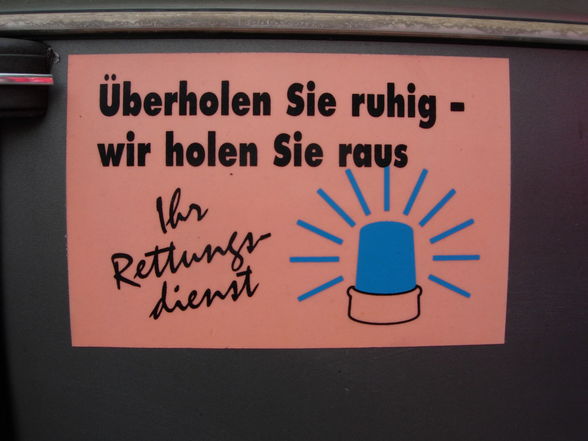 Überholen Sie ruhig -
wir holen Sie raus
Ihr
Rettungs-
dienst